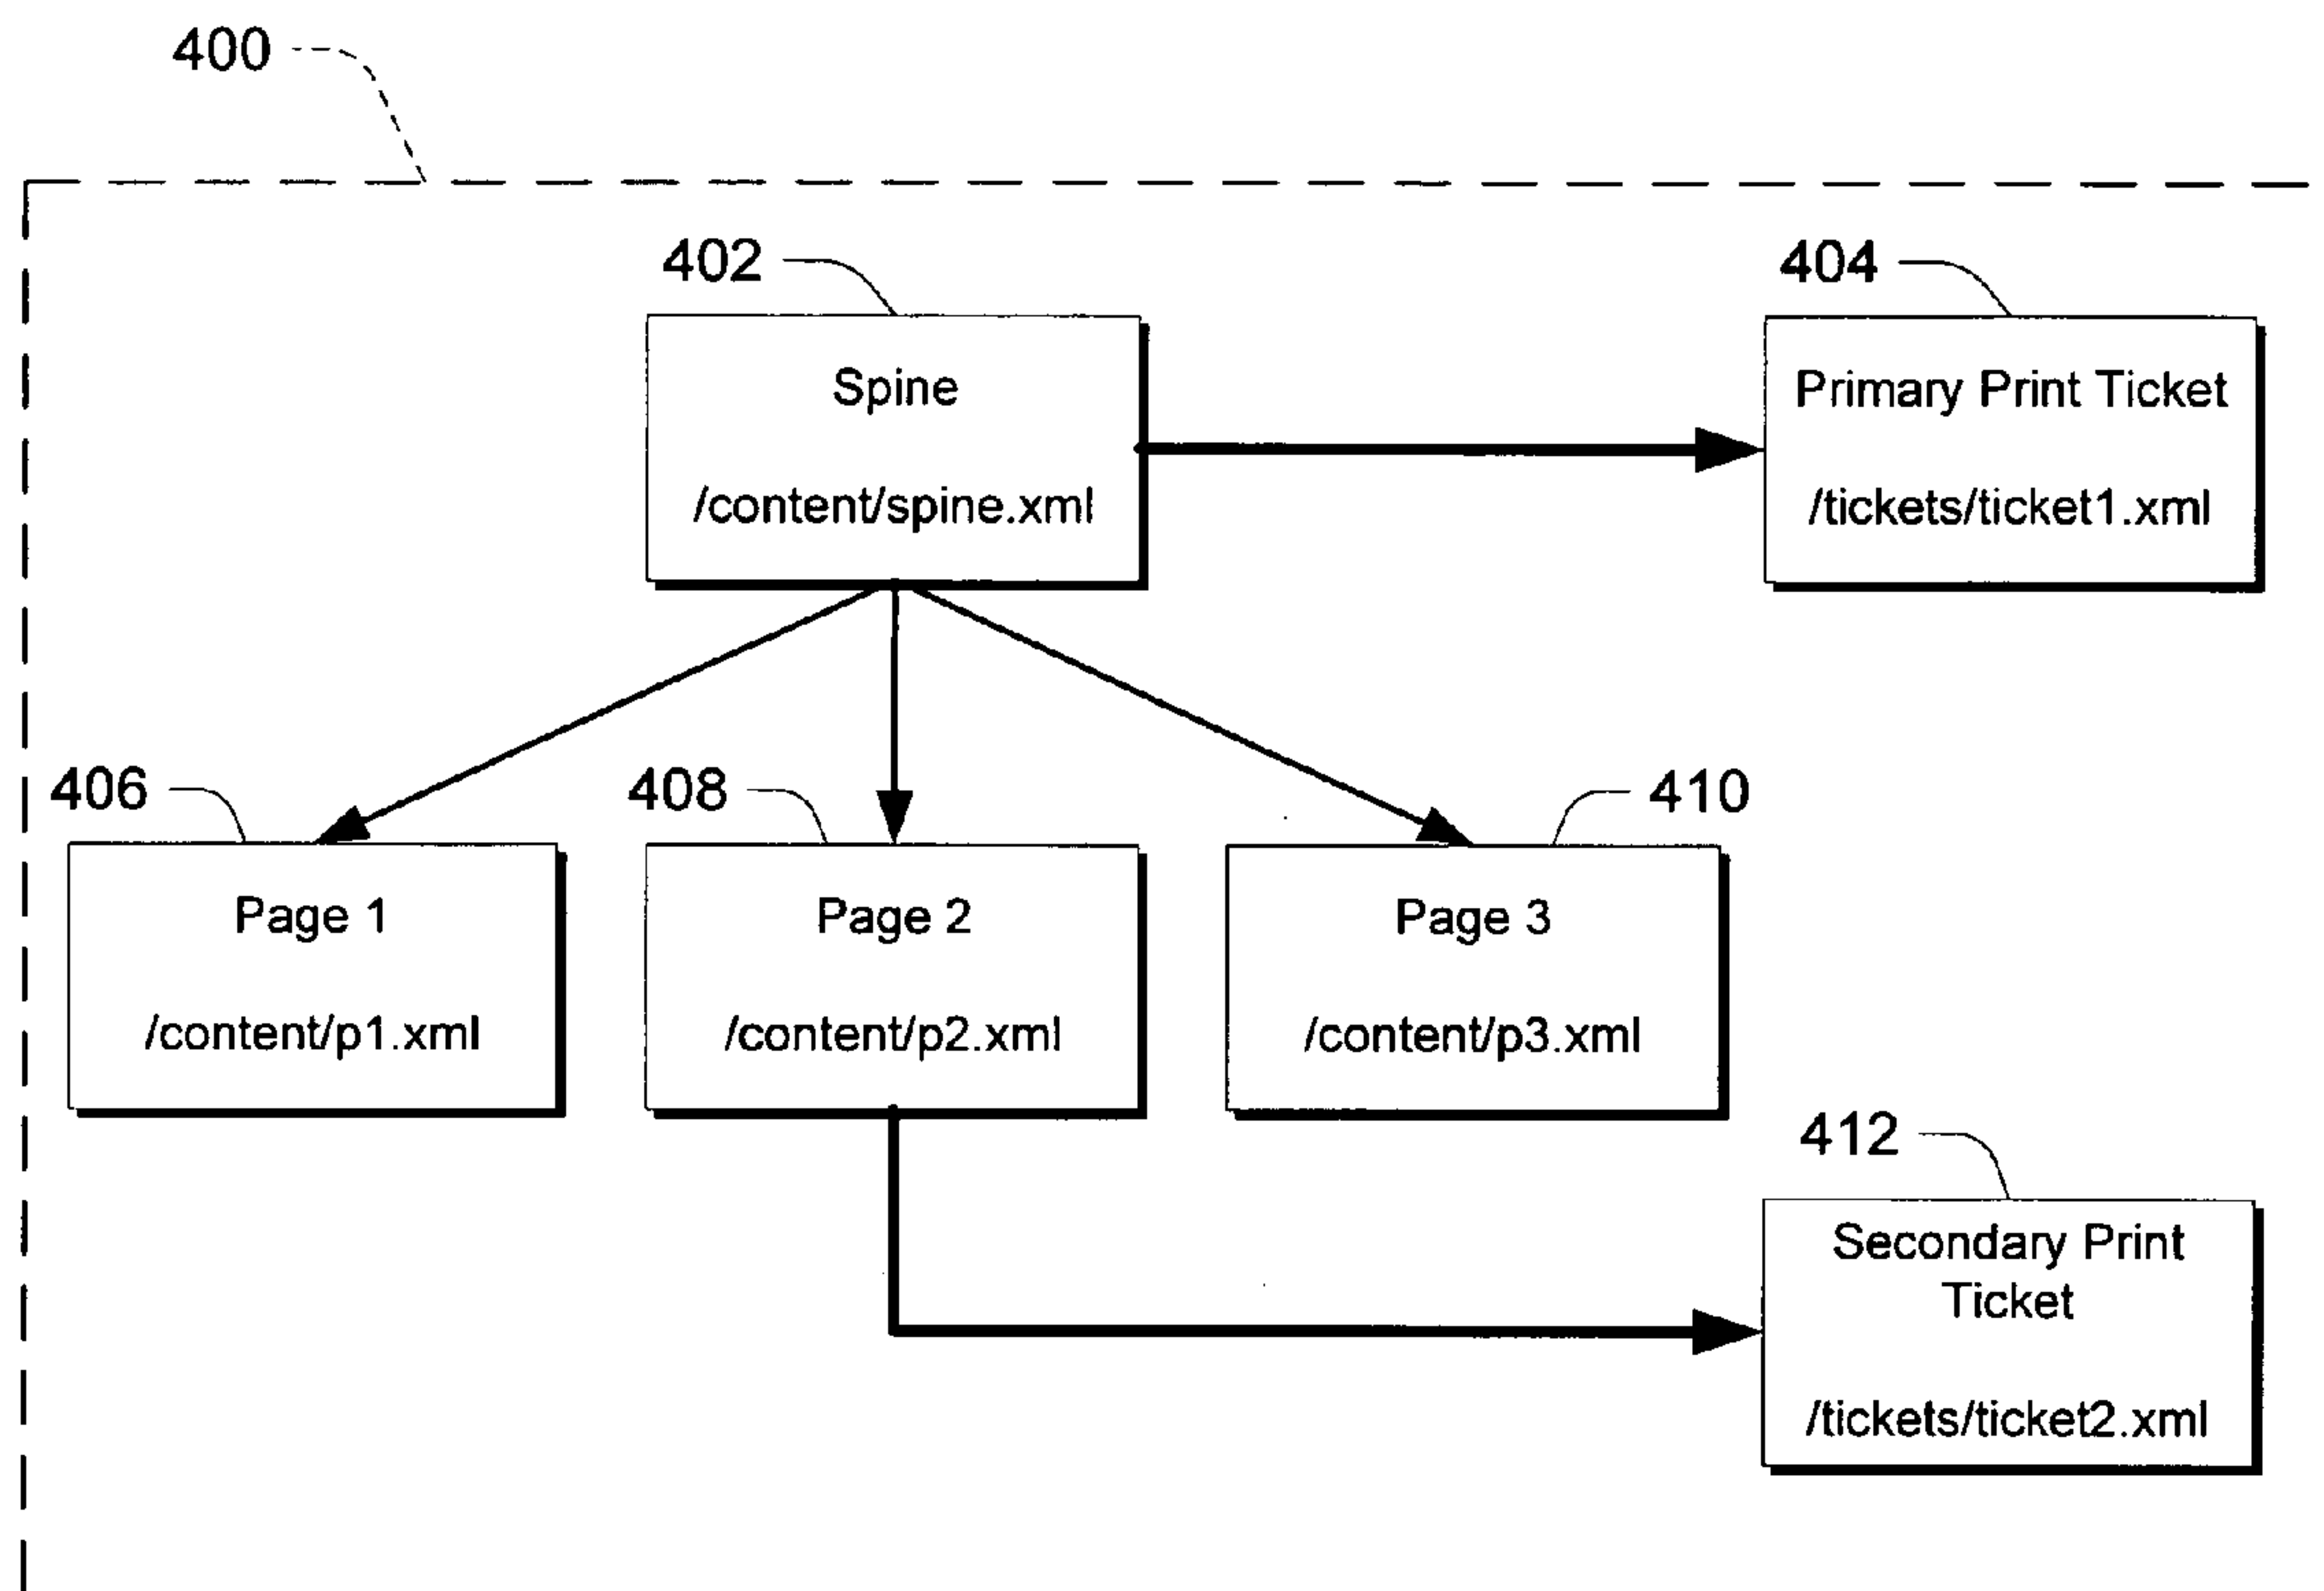 400
402
404
Spine
/content/spine.xml
Primary Print Ticket
/tickets/ticket1.xml
406
408
410
Page 1
/content/p1.xml
Page 2
/content/p2.xml
Page 3
/content/p3.xml
412
Secondary Print
Ticket
/tickets/ticket2.xml